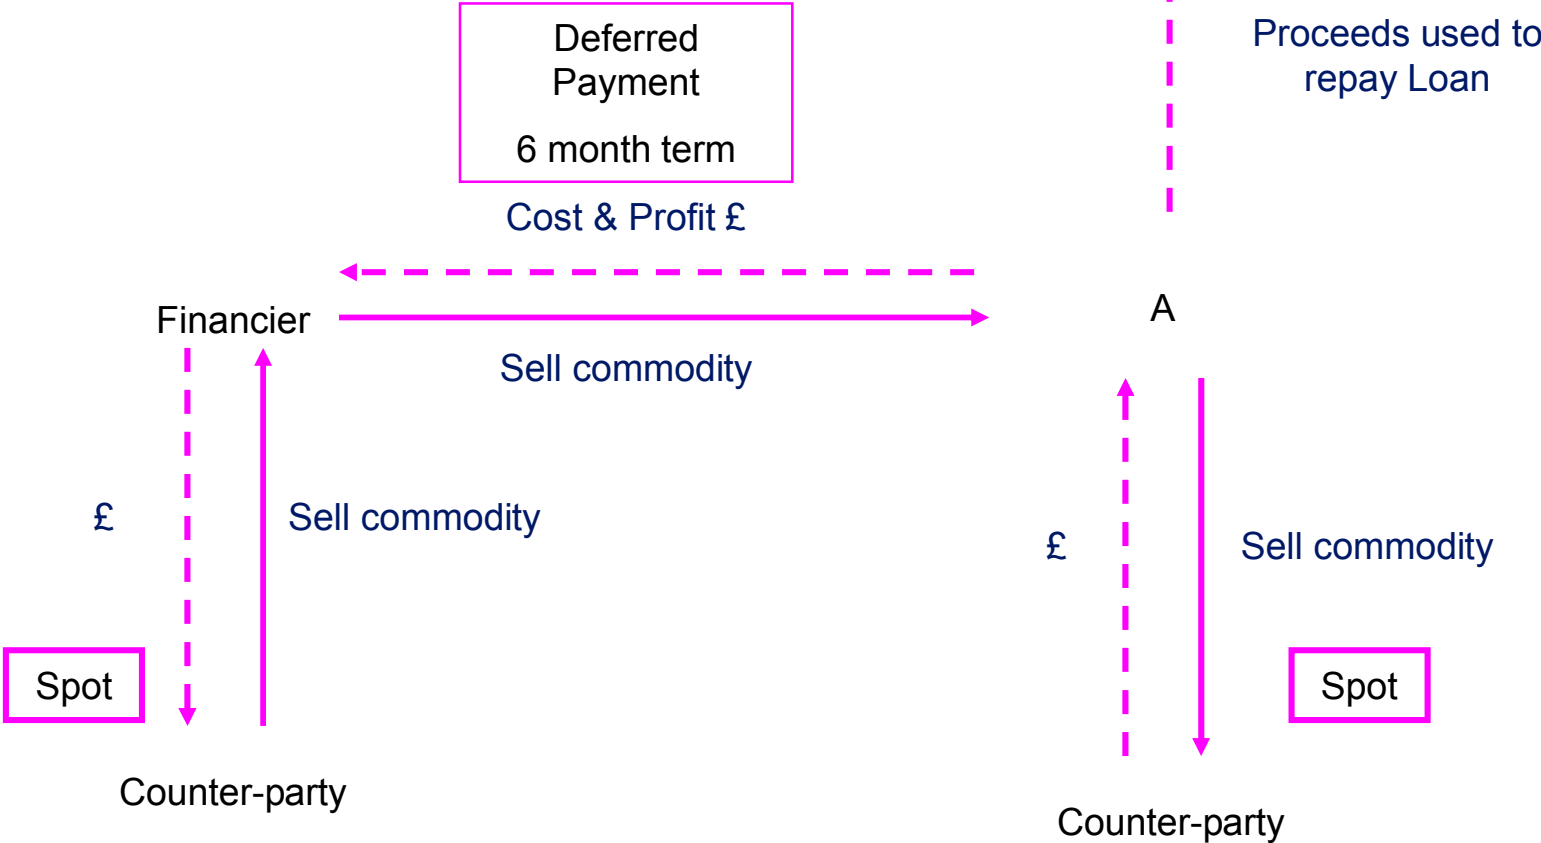 Deferred
Payment
6 month term
Proceeds used to
repay Loan
Cost & Profit £
Financier
A
Sell commodity
£
Sell commodity
£
Sell commodity
Spot
Spot
Counter-party
Counter-party